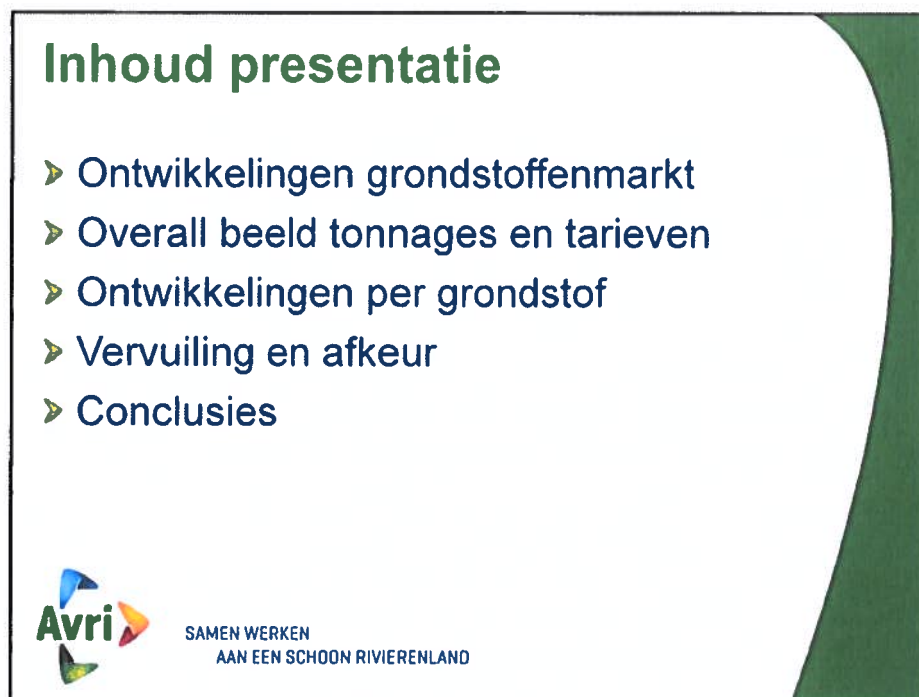 Inhoud presentatie
Ontwikkelingen grondstoffenmarkt
Overall beeld tonnages en tarieven
Ontwikkelingen per grondstof
Vervuiling en afkeur
Conclusies
Avri
SAMEN WERKEN
AAN EEN SCHOON RIVIERENLAND